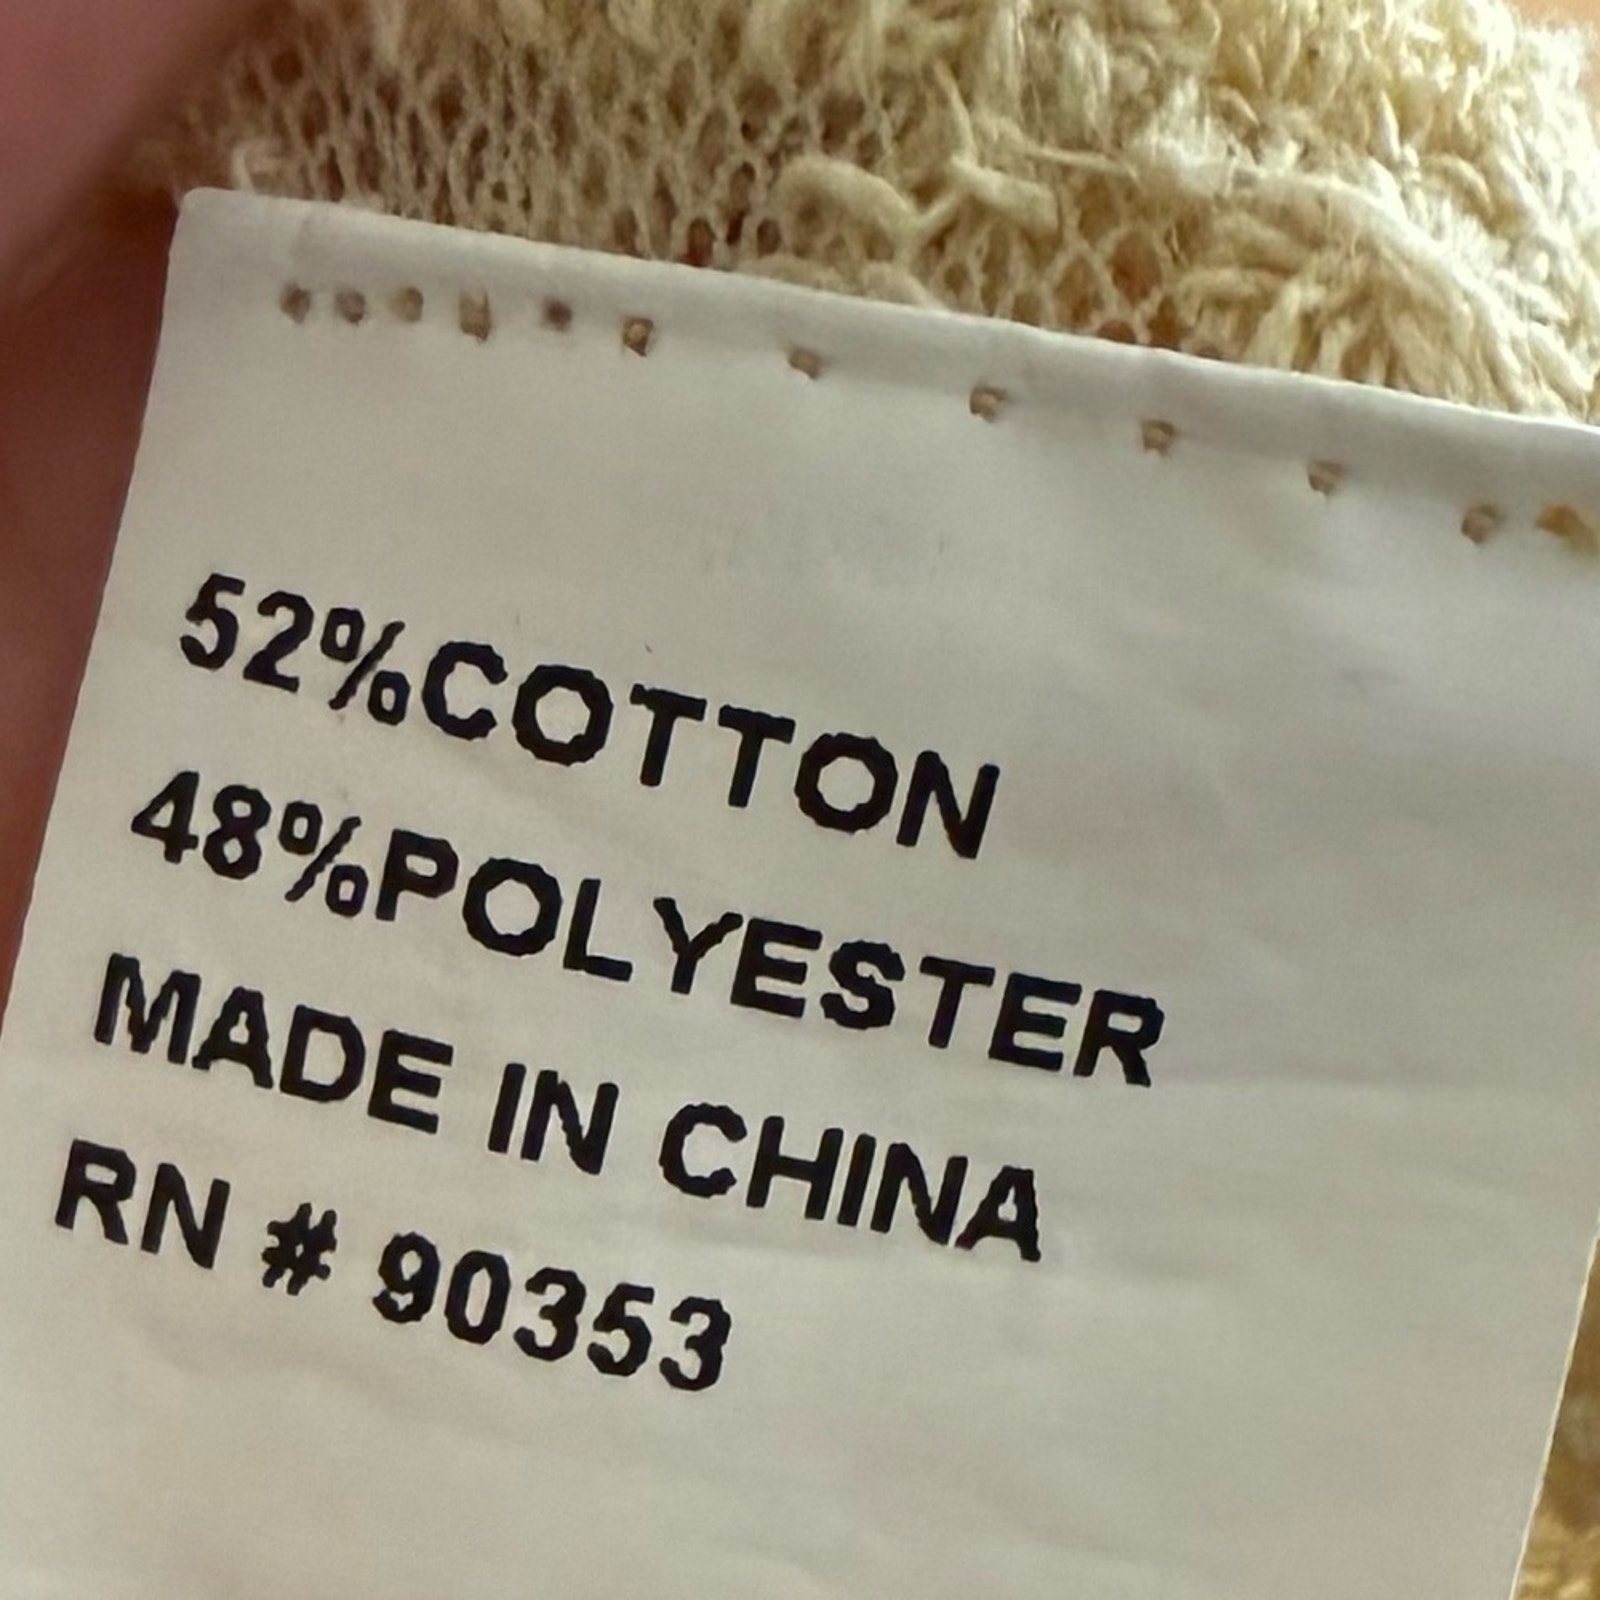 52%COTTON
48%POLYESTER
MADE IN CHINA
RN # 90353